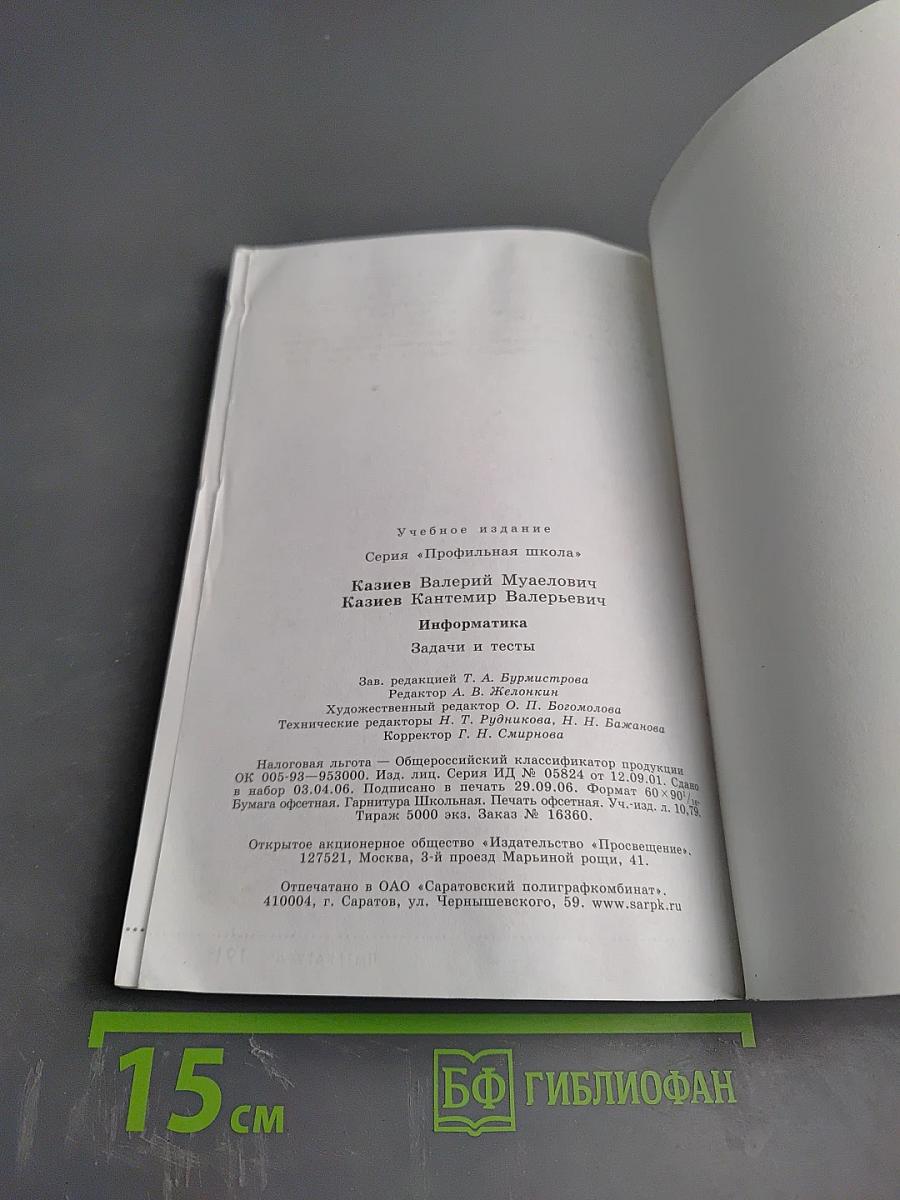 Учебное издание
Серия «Профильная школа»
Казиев Валерий Муаелович
Казиев Кантемир Валерьевич
Информатика
Задачи и тесты
Зав. редакцией Т. А. Бурмистрова
Редактор А. В. Желонкин
Художественный редактор О. П. Богомолова
Технические редакторы Н. Т. Рудникова, Н. Н. Бажанова
Корректор Г. Н. Смирнова
Налоговая льгота — Общероссийский классификатор продукции
ОК 005-93—953000. Изд. лиц. Серия ИД № 05824 от 12.09.01. Сдано
в набор 03.04.06. Подписано в печать 29.09.06. Формат 60×90¹/₁₆.
Бумага офсетная. Гарнитура Школьная. Печать офсетная. Уч.-изд. л. 10,79.
Тираж 5000 экз. Заказ № 16360.
Открытое акционерное общество «Издательство «Просвещение».
127521, Москва, 3-й проезд Марьиной рощи, 41.
Отпечатано в ОАО «Саратовский полиграфкомбинат».
410004, г. Саратов, ул. Чернышевского, 59. www.sarpk.ru
15 см
БФ ГИБЛИОФАН